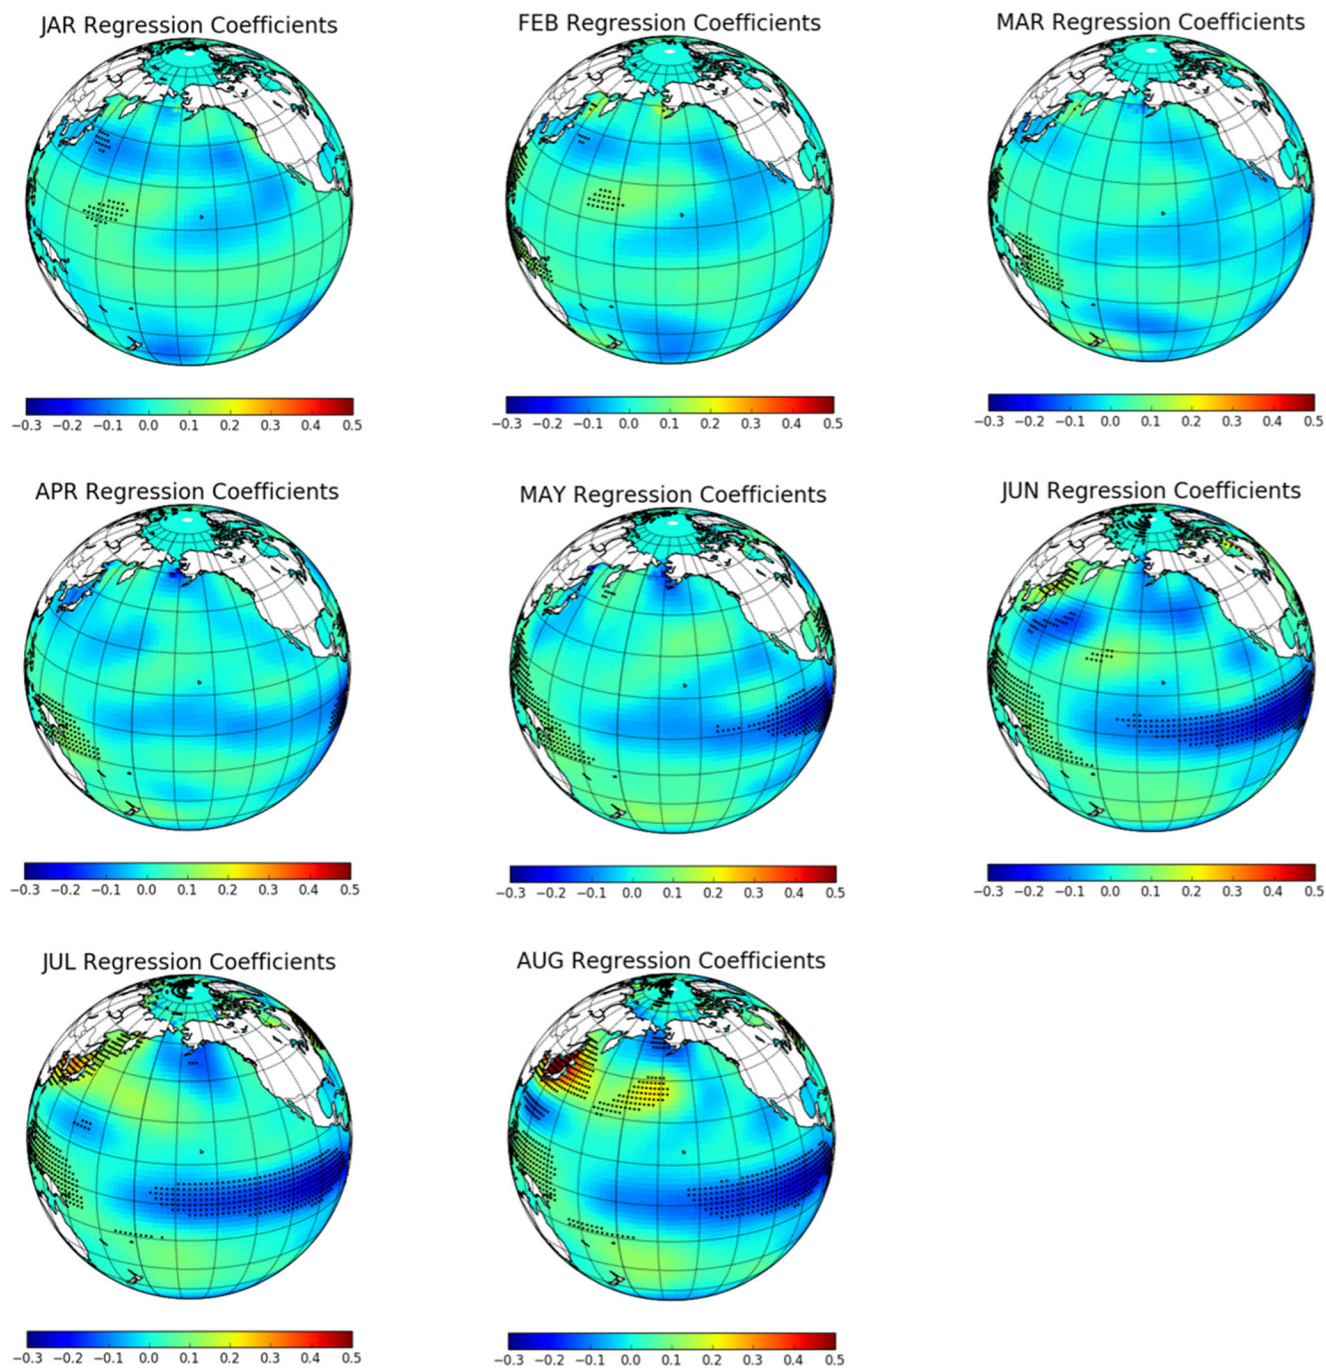 JAR Regression Coefficients
FEB Regression Coefficients
MAR Regression Coefficients
−0.3 −0.2 −0.1 0.0 0.1 0.2 0.3 0.4 0.5
−0.3 −0.2 −0.1 0.0 0.1 0.2 0.3 0.4 0.5
−0.3 −0.2 −0.1 0.0 0.1 0.2 0.3 0.4 0.5
APR Regression Coefficients
MAY Regression Coefficients
JUN Regression Coefficients
−0.3 −0.2 −0.1 0.0 0.1 0.2 0.3 0.4 0.5
−0.3 −0.2 −0.1 0.0 0.1 0.2 0.3 0.4 0.5
−0.3 −0.2 −0.1 0.0 0.1 0.2 0.3 0.4 0.5
JUL Regression Coefficients
AUG Regression Coefficients
−0.3 −0.2 −0.1 0.0 0.1 0.2 0.3 0.4 0.5
−0.3 −0.2 −0.1 0.0 0.1 0.2 0.3 0.4 0.5